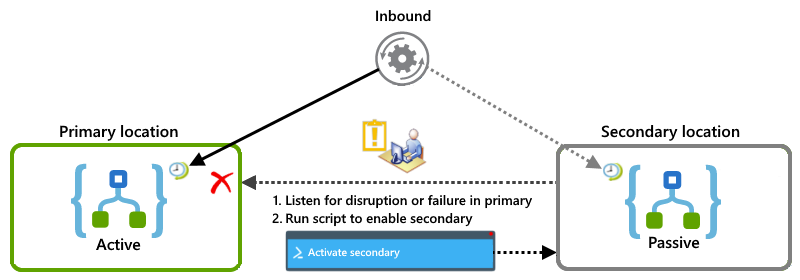 Inbound
Primary location
Secondary location
1. Listen for disruption or failure in primary
2. Run script to enable secondary
Active
Activate secondary
Passive